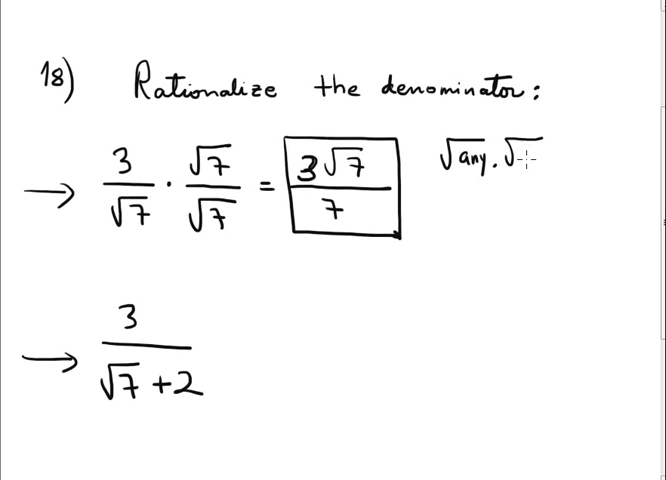 18) Rationalize the denominator:
→ 3/√7 · √7/√7 = 3√7/7 √any · √
→ 3/(√7 + 2)